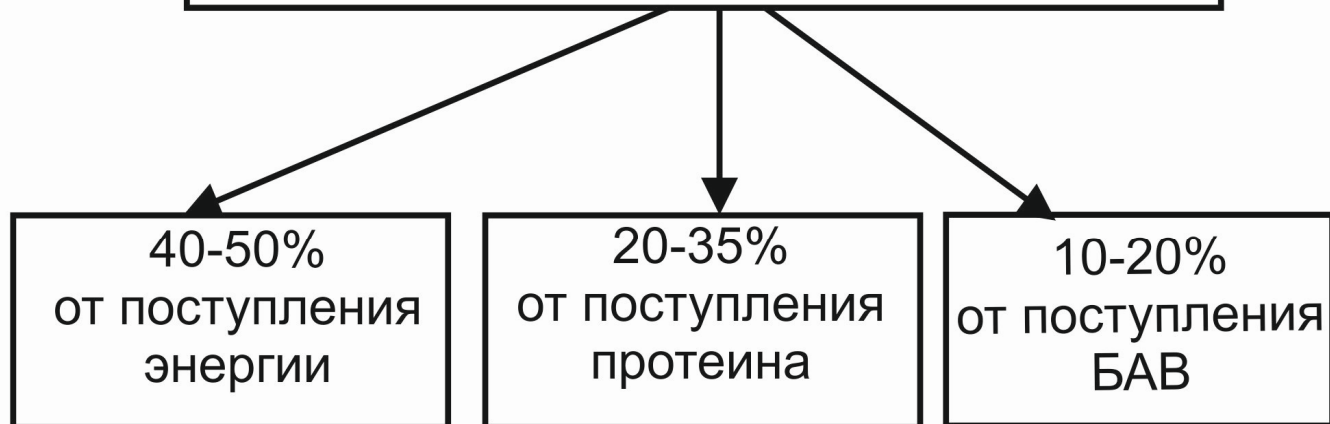 40-50%
от поступления
энергии
20-35%
от поступления
протеина
10-20%
от поступления
БАВ